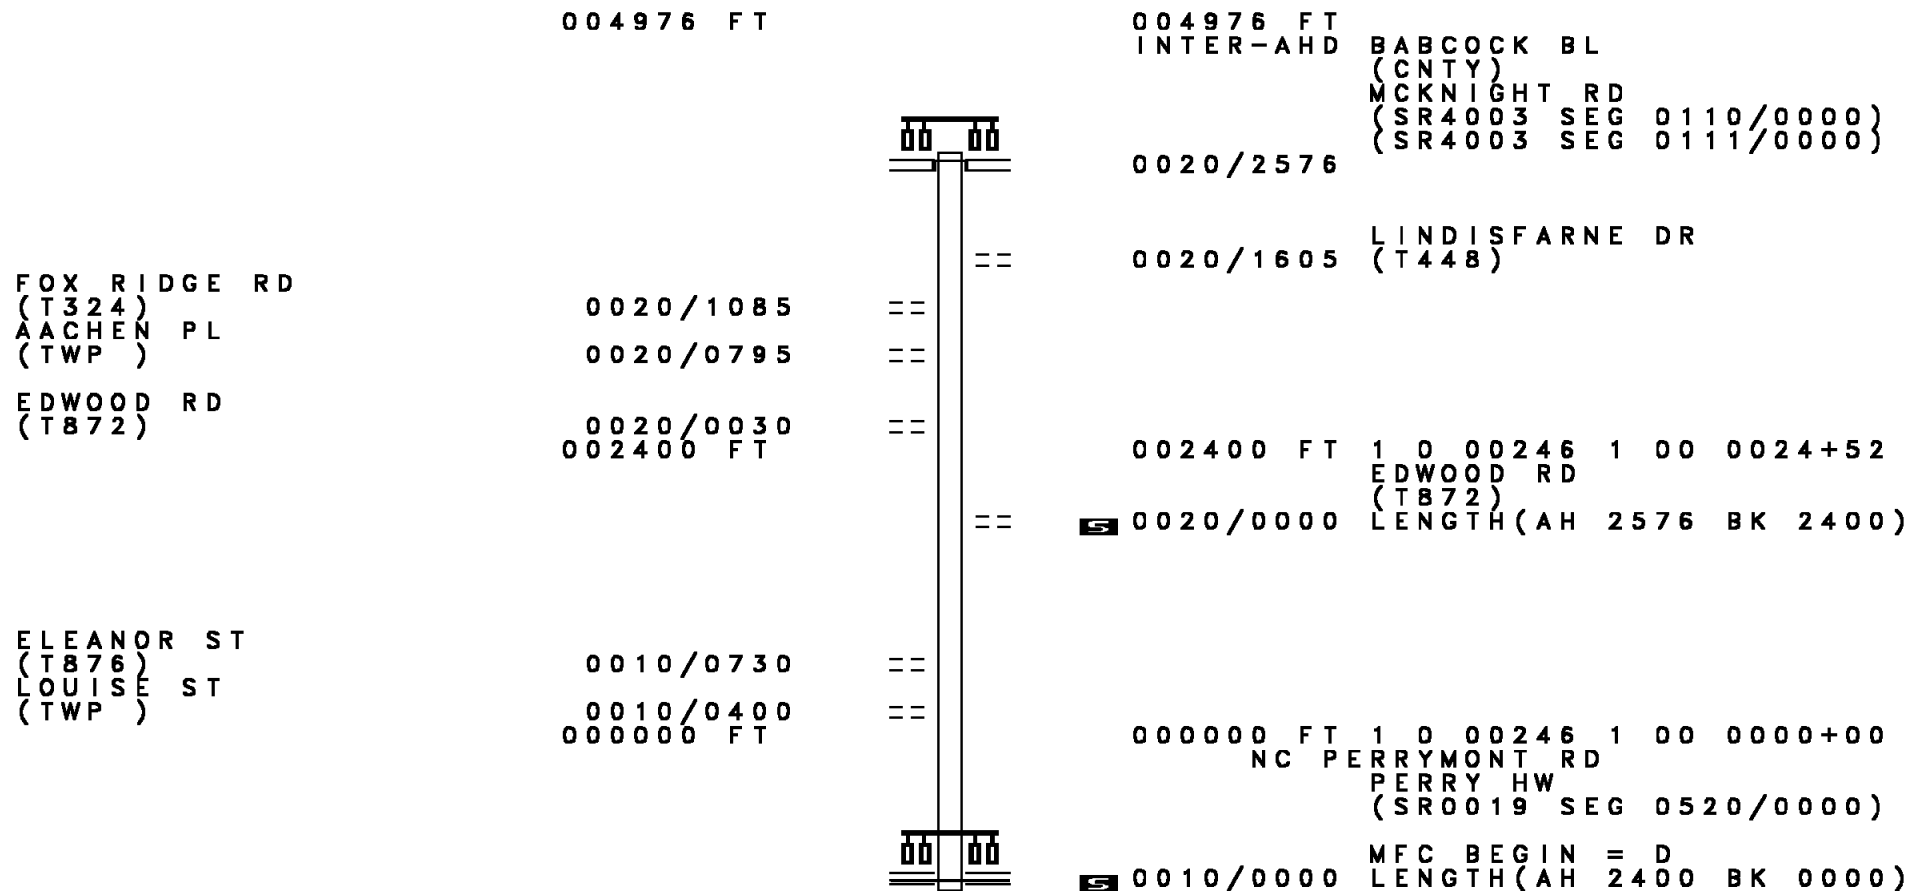 004976 FT 004976 FT
INTER-AHD BABCOCK BL
(CNTY)
MCKNIGHT RD
(SR4003 SEG 0110/0000)
(SR4003 SEG 0111/0000)
0020/2576
LINDISFARNE DR
0020/1605 (T448)
FOX RIDGE RD
(T324) 0020/1085
AACHEN PL
(TWP ) 0020/0795
EDWOOD RD
(T872) 0020/0030
002400 FT 002400 FT 1 0 00246 1 00 0024+52
EDWOOD RD
(T872)
S 0020/0000 LENGTH(AH 2576 BK 2400)
ELEANOR ST
(T876) 0010/0730
LOUISE ST
(TWP ) 0010/0400
000000 FT 000000 FT 1 0 00246 1 00 0000+00
NC PERRYMONT RD
PERRY HW
(SR0019 SEG 0520/0000)
MFC BEGIN = D
S 0010/0000 LENGTH(AH 2400 BK 0000)